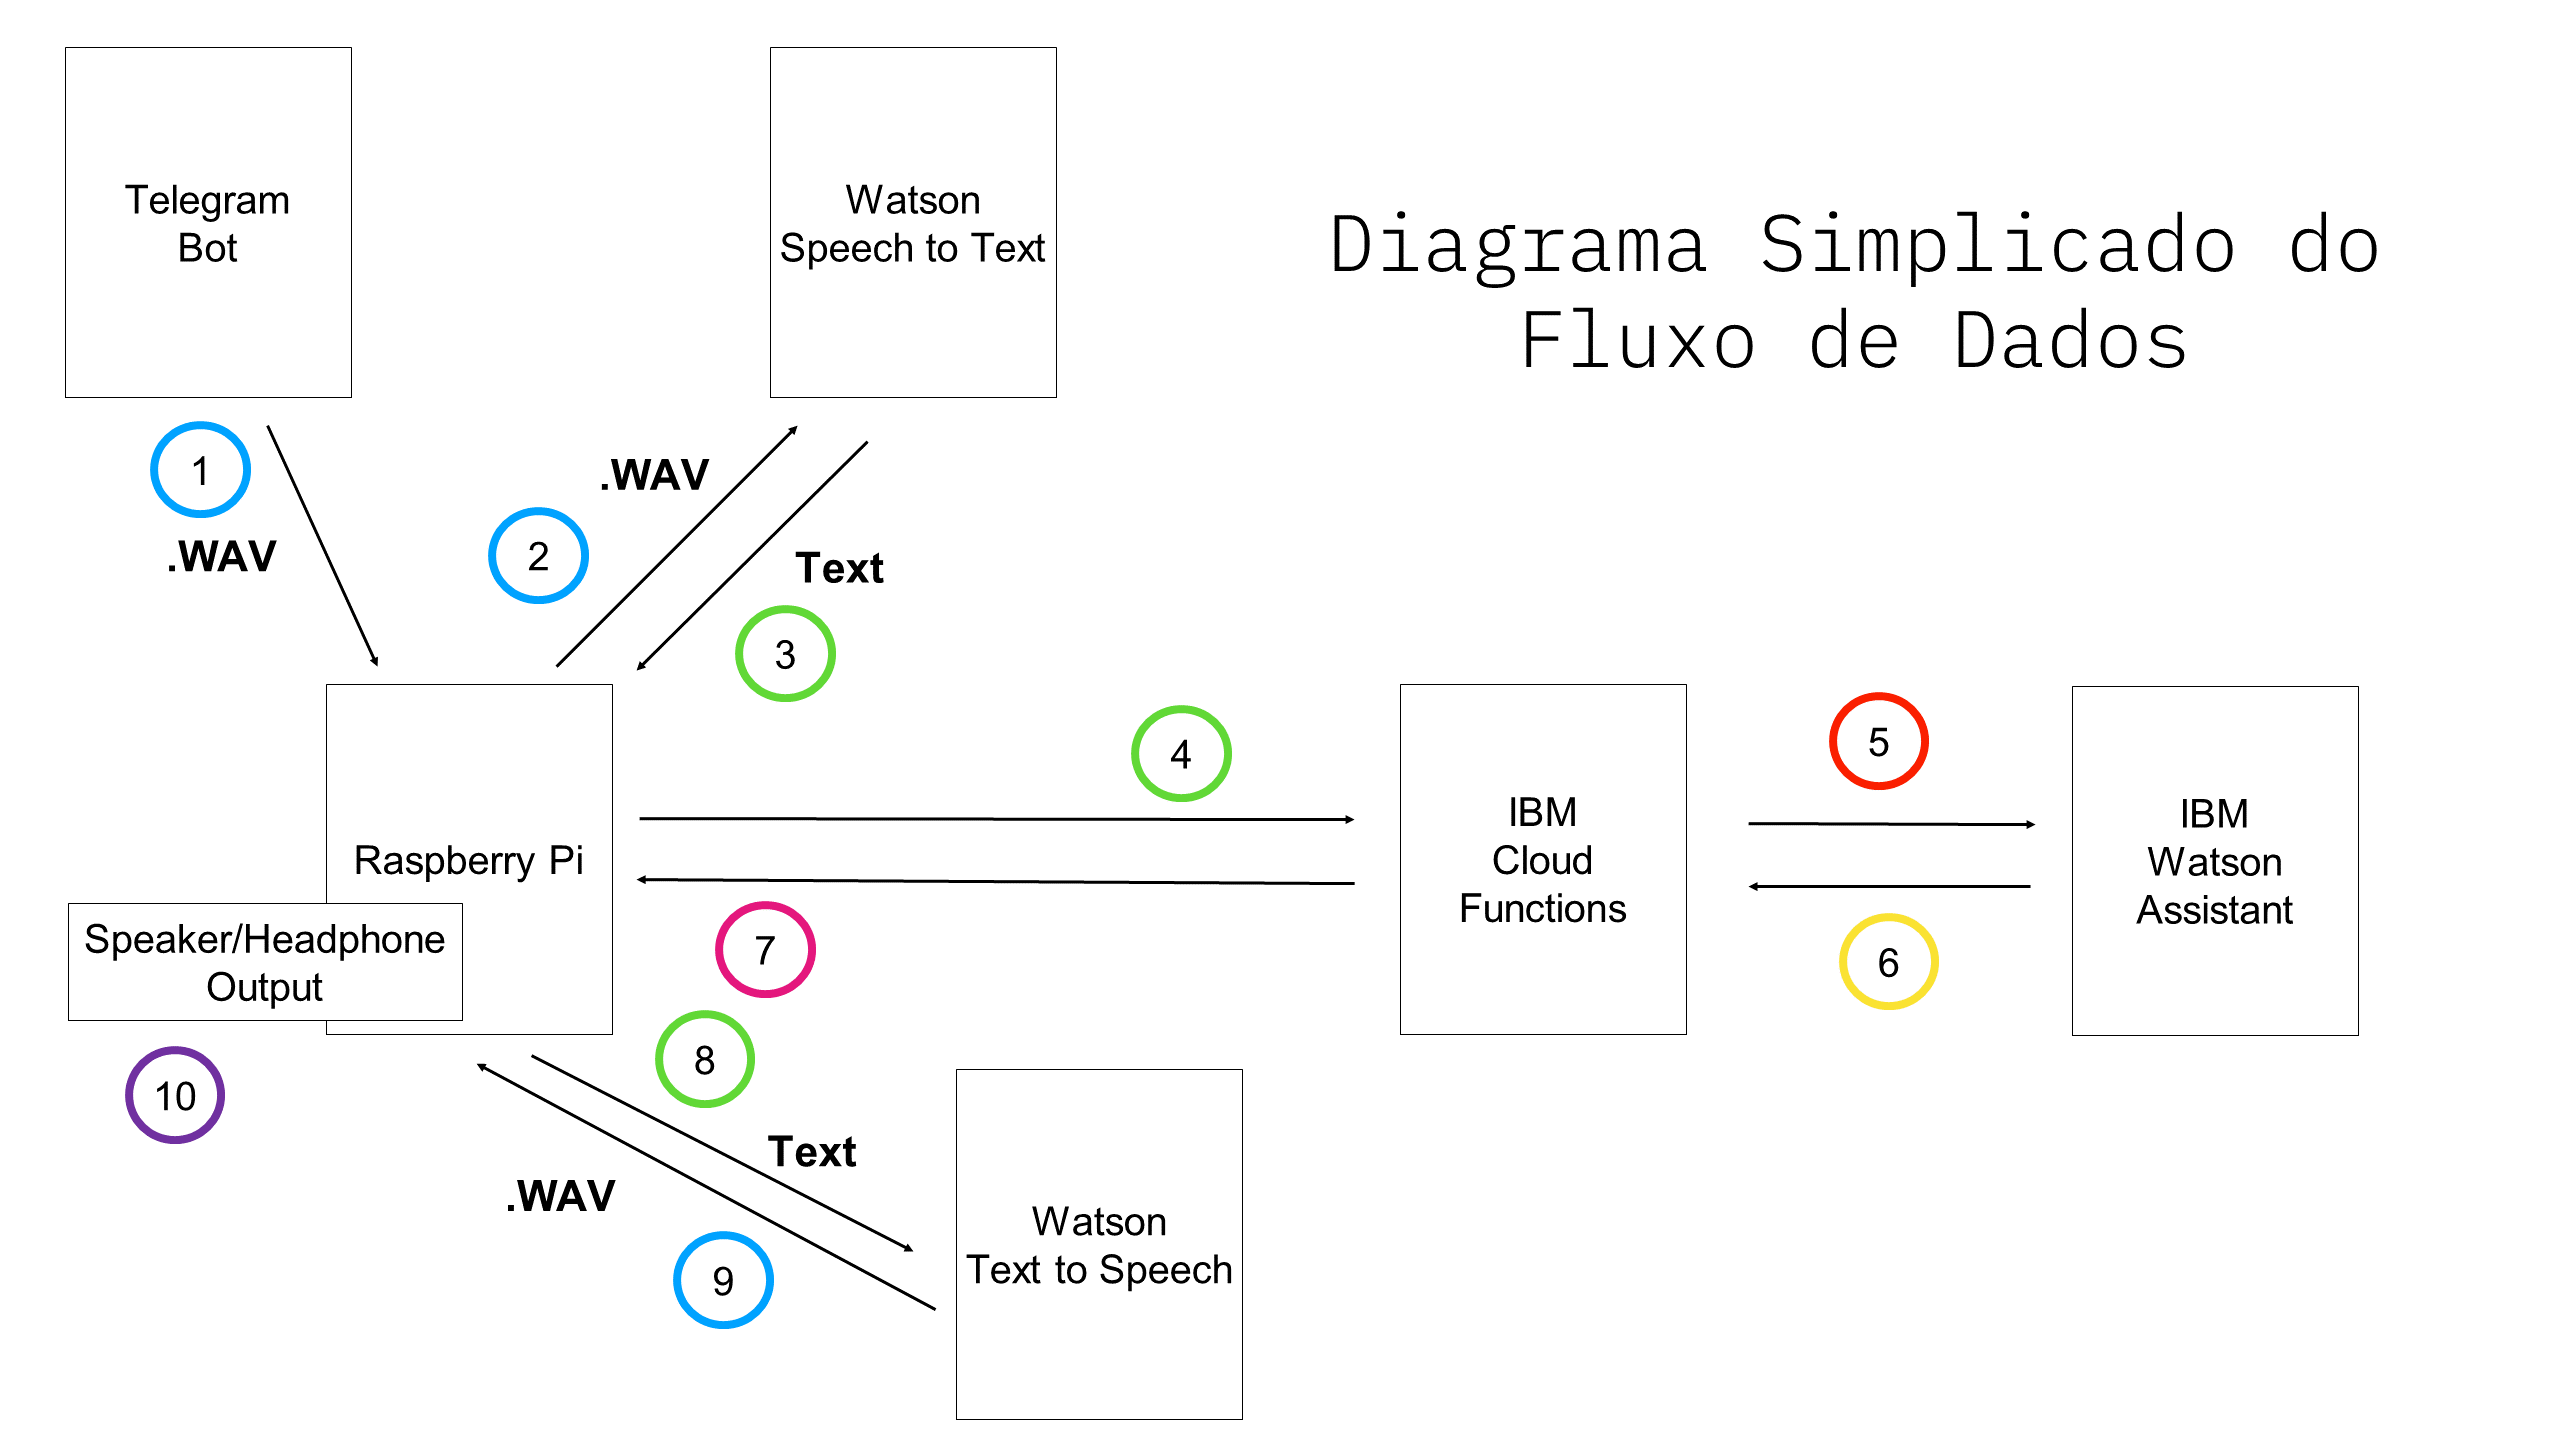 Telegram
Bot
Watson
Speech to Text
Diagrama Simplicado do
Fluxo de Dados
1
.WAV
.WAV
2
Text
3
4
5
Raspberry Pi
IBM
Cloud
Functions
IBM
Watson
Assistant
Speaker/Headphone
Output
7
6
8
10
Text
.WAV
9
Watson
Text to Speech